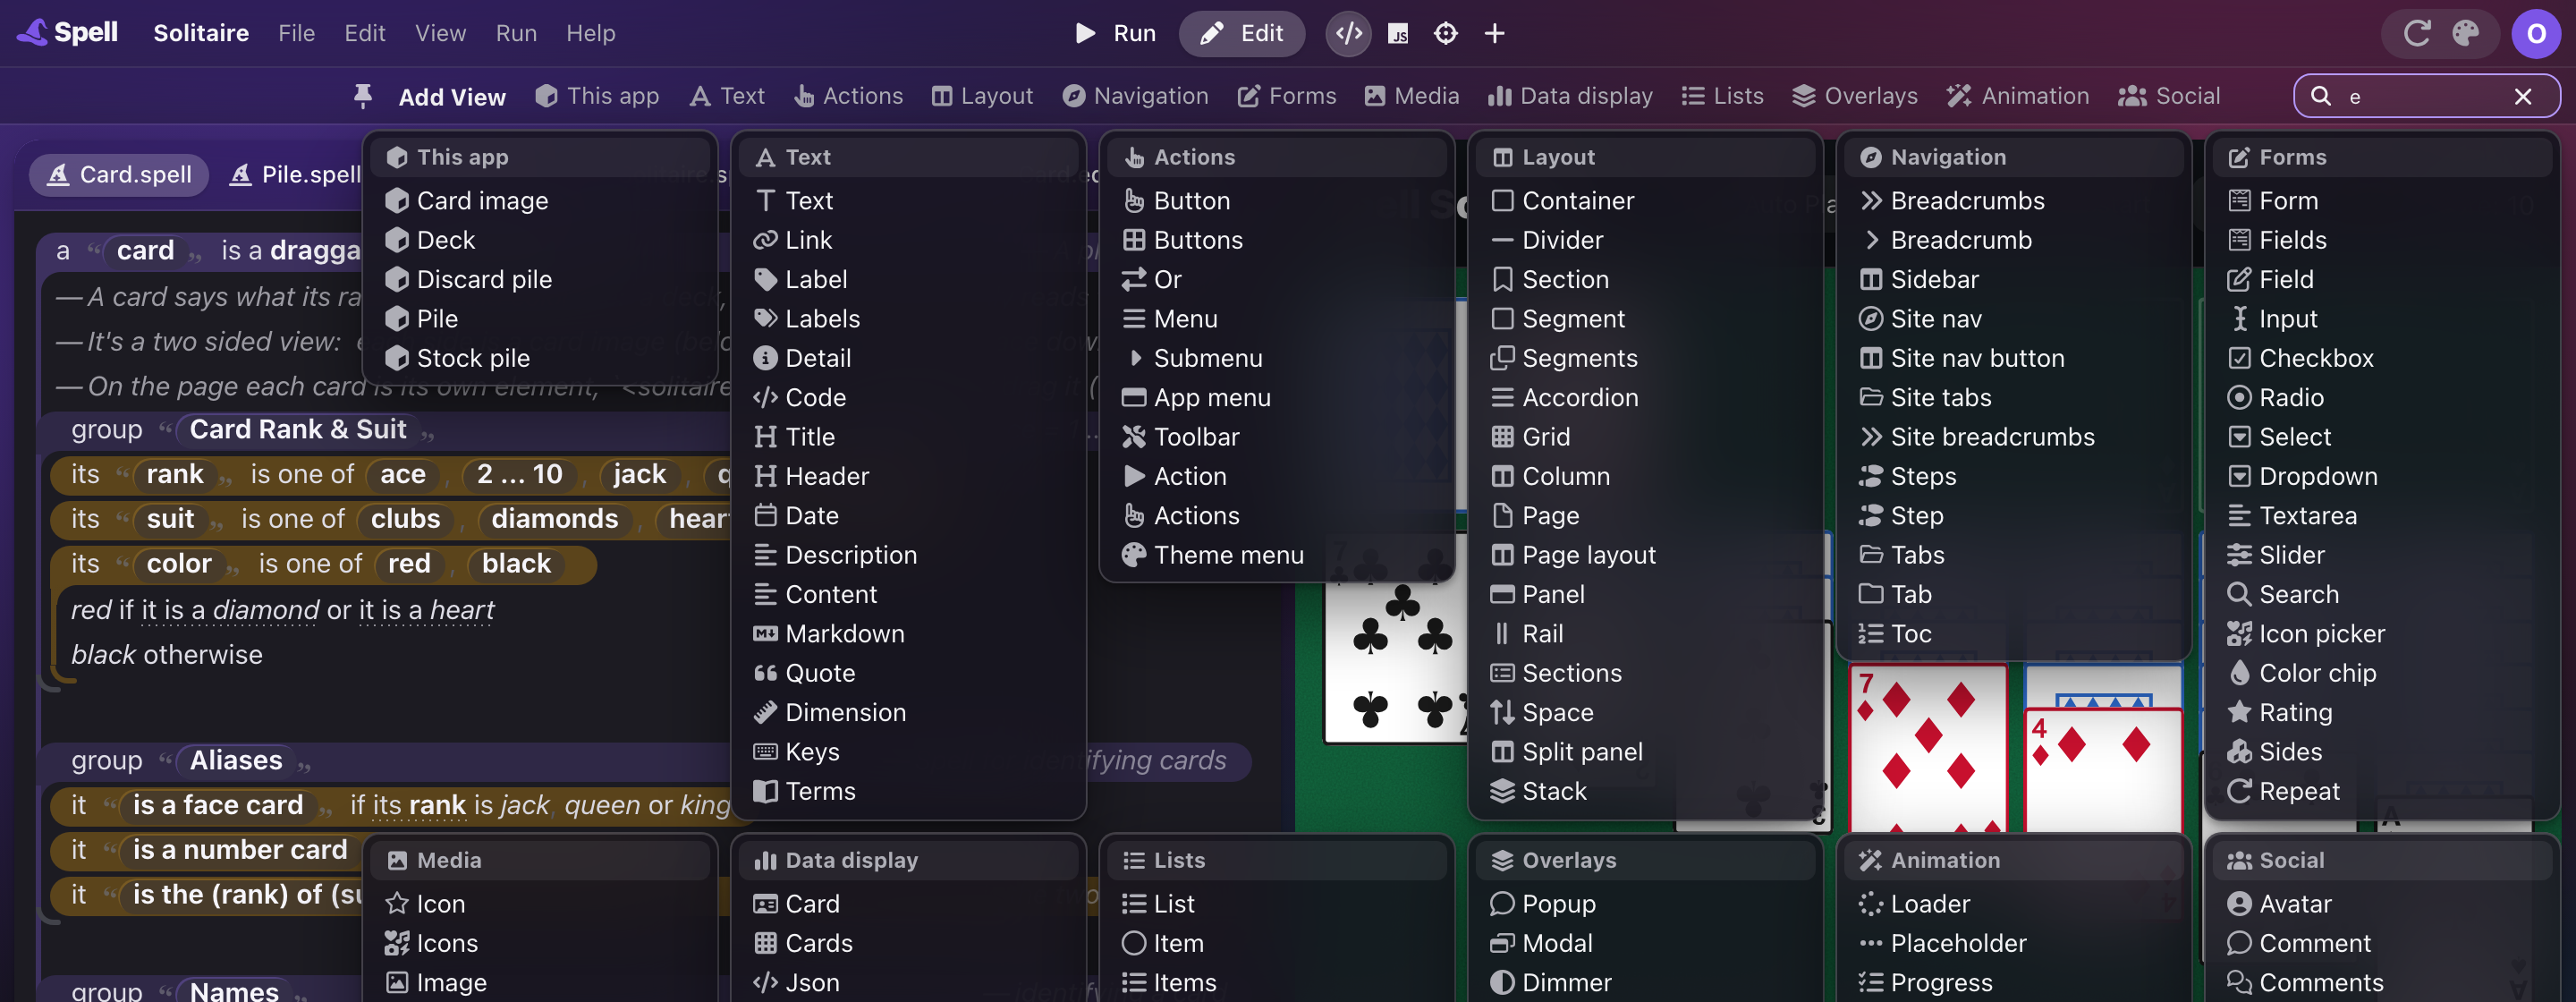 Spell Solitaire File Edit View Run Help Run Edit JS O
Add View This app Text Actions Layout Navigation Forms Media Data display Lists Overlays Animation Social e
Card.spell Pile.spell
a “ card ” is a dragga
— A card says what its ra
— It's a two sided view:
— On the page each card is its own element, <solitaire
group “ Card Rank & Suit ”
its “ rank ” is one of ace , 2 ... 10 , jack , q
its “ suit ” is one of clubs , diamonds , hear
its “ color ” is one of red , black
red if it is a diamond or it is a heart
black otherwise
group “ Aliases ” ifying cards
it “ is a face card ” if its rank is jack, queen or king
it “ is a number card
it “ is the (rank) of (su
group “ Names ”
This app
Card image
Deck
Discard pile
Pile
Stock pile
Text
Text
Link
Label
Labels
Detail
Code
Title
Header
Date
Description
Content
Markdown
Quote
Dimension
Keys
Terms
Actions
Button
Buttons
Or
Menu
Submenu
App menu
Toolbar
Action
Actions
Theme menu
Layout
Container
Divider
Section
Segment
Segments
Accordion
Grid
Column
Page
Page layout
Panel
Rail
Sections
Space
Split panel
Stack
Navigation
Breadcrumbs
Breadcrumb
Sidebar
Site nav
Site nav button
Site tabs
Site breadcrumbs
Steps
Step
Tabs
Tab
Toc
Forms
Form
Fields
Field
Input
Checkbox
Radio
Select
Dropdown
Textarea
Slider
Search
Icon picker
Color chip
Rating
Sides
Repeat
7
4
A
Media
Icon
Icons
Image
Data display
Card
Cards
Json
Lists
List
Item
Items
Overlays
Popup
Modal
Dimmer
Animation
Loader
Placeholder
Progress
Social
Avatar
Comment
Comments